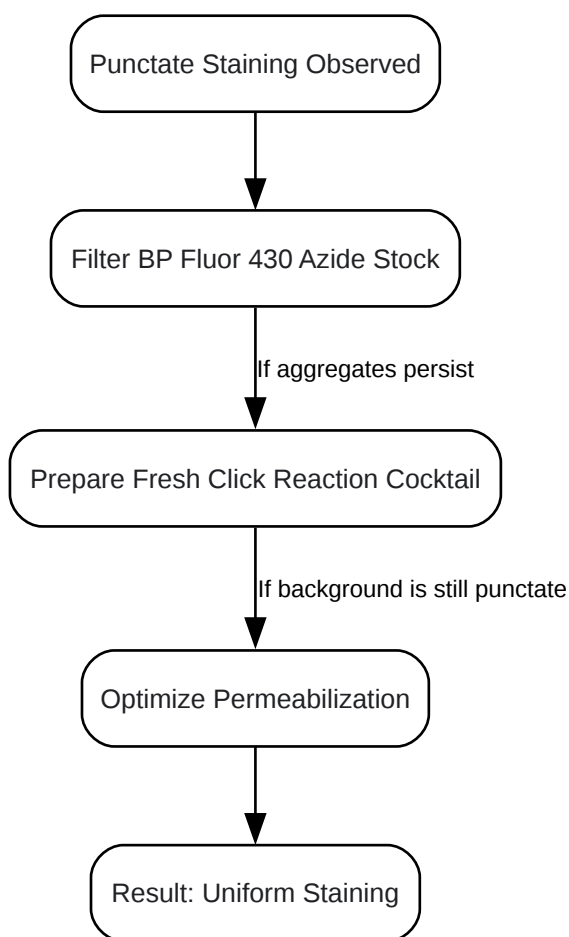 Punctate Staining Observed
Filter BP Fluor 430 Azide Stock
If aggregates persist
Prepare Fresh Click Reaction Cocktail
If background is still punctate
Optimize Permeabilization
Result: Uniform Staining